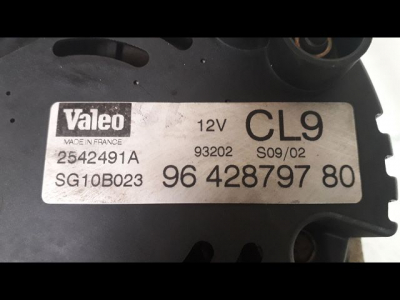 Valeo 12V CL9
MADE IN FRANCE
2542491A 93202 S09/02
SG10B023 96 428797 80